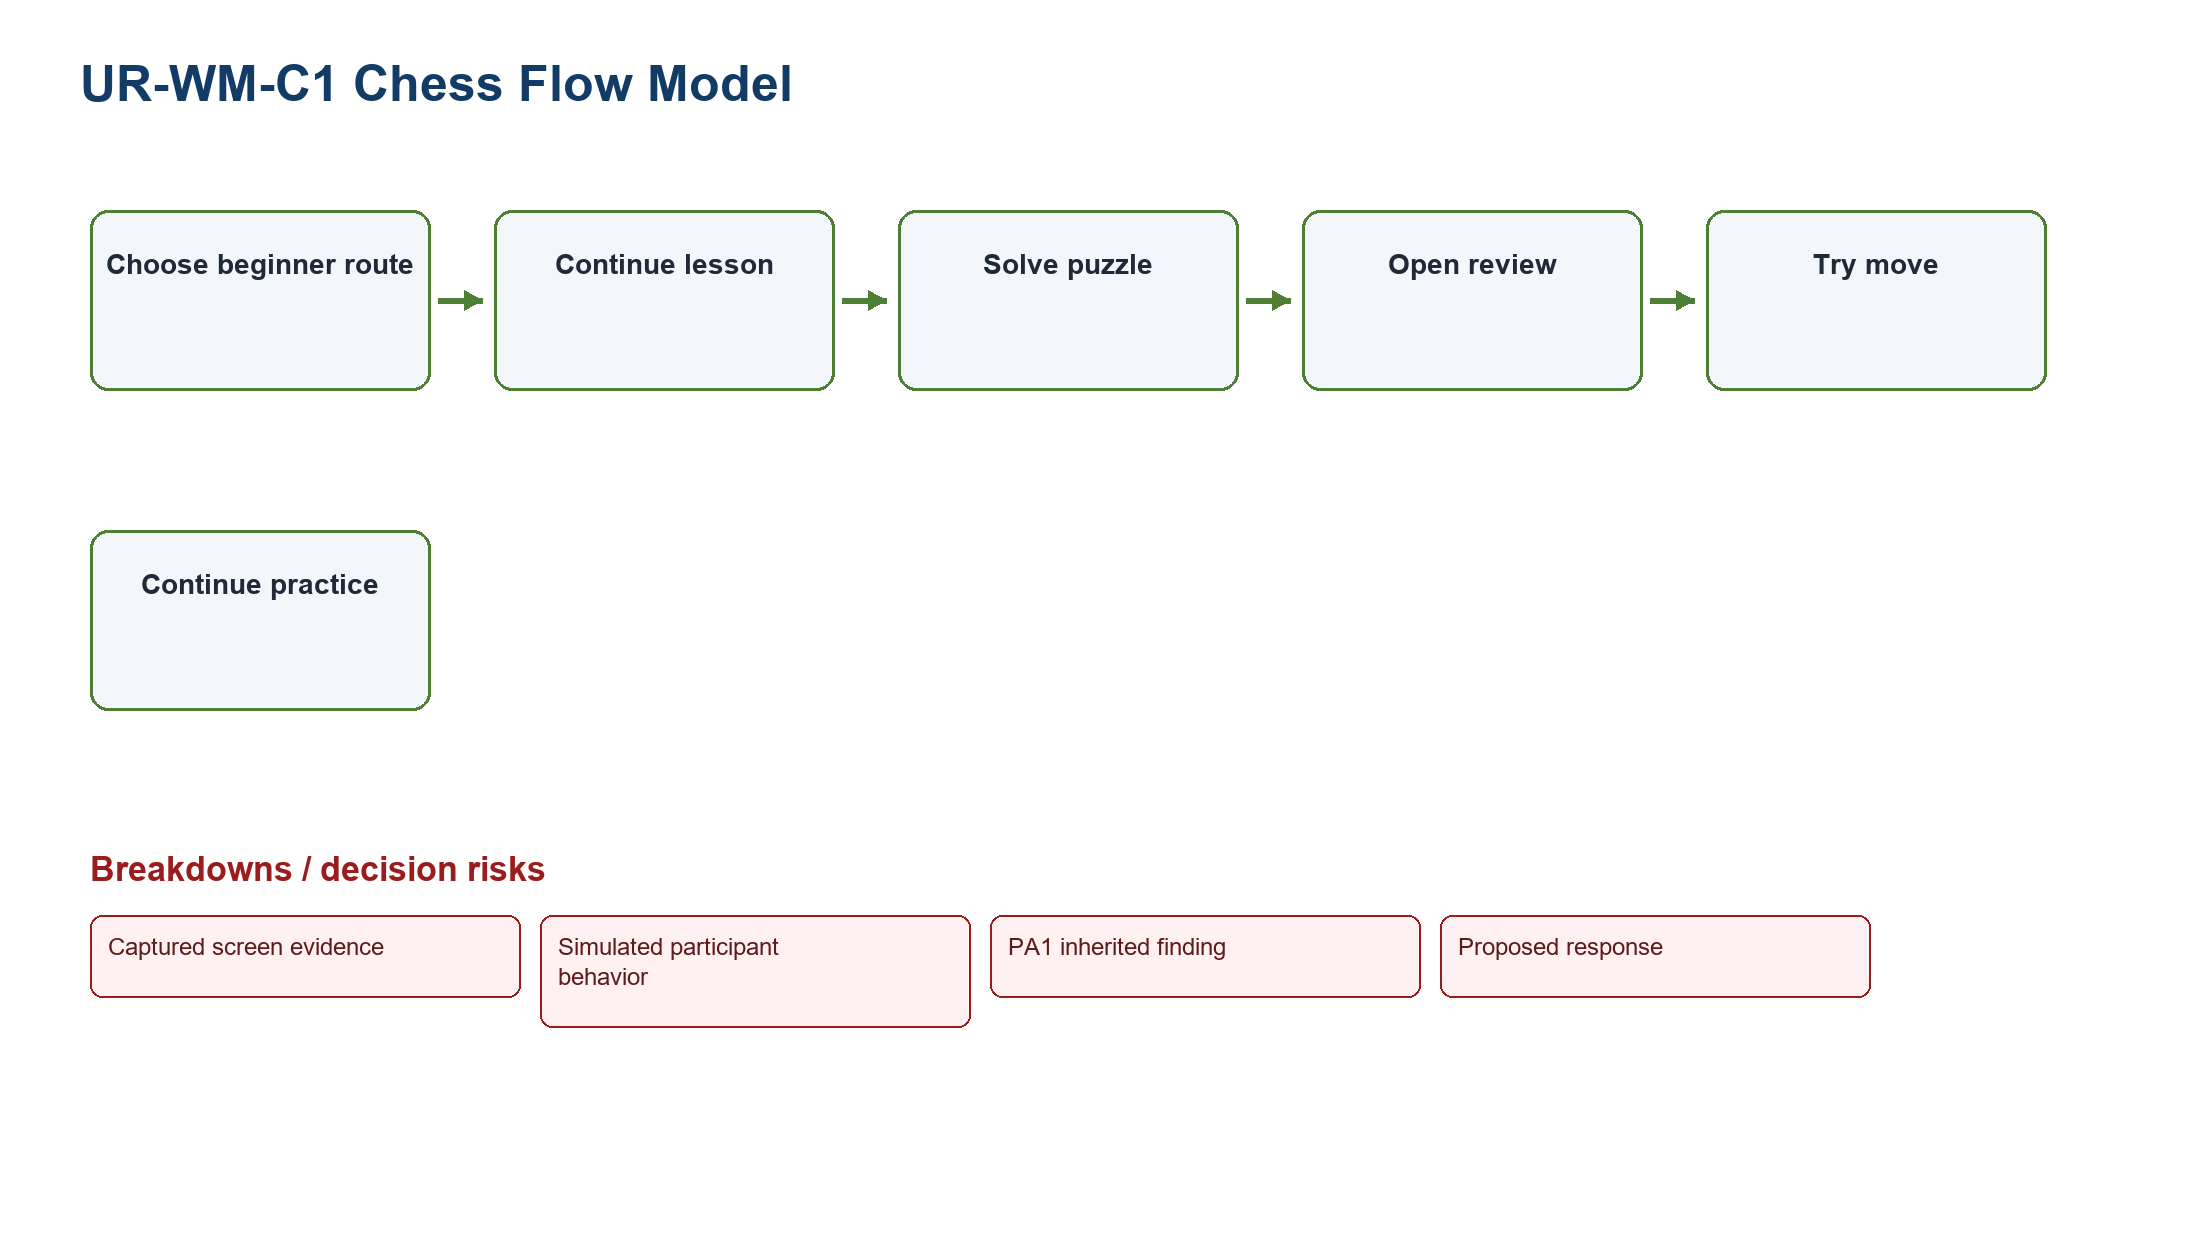 UR-WM-C1 Chess Flow Model
Choose beginner route
Continue lesson
Solve puzzle
Open review
Try move
Continue practice
Breakdowns / decision risks
Captured screen evidence
Simulated participant
behavior
PA1 inherited finding
Proposed response